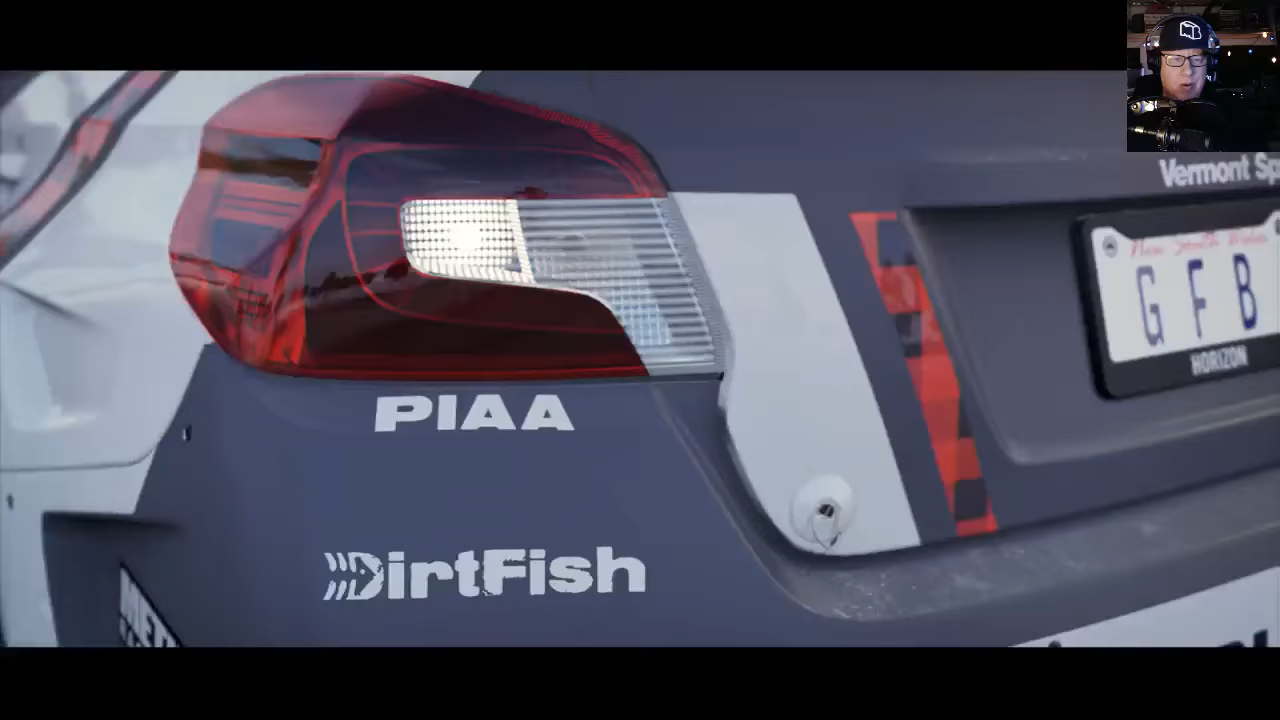 Vermont Sp
New South Wales
G F B
HORIZON
PIAA
DirtFish